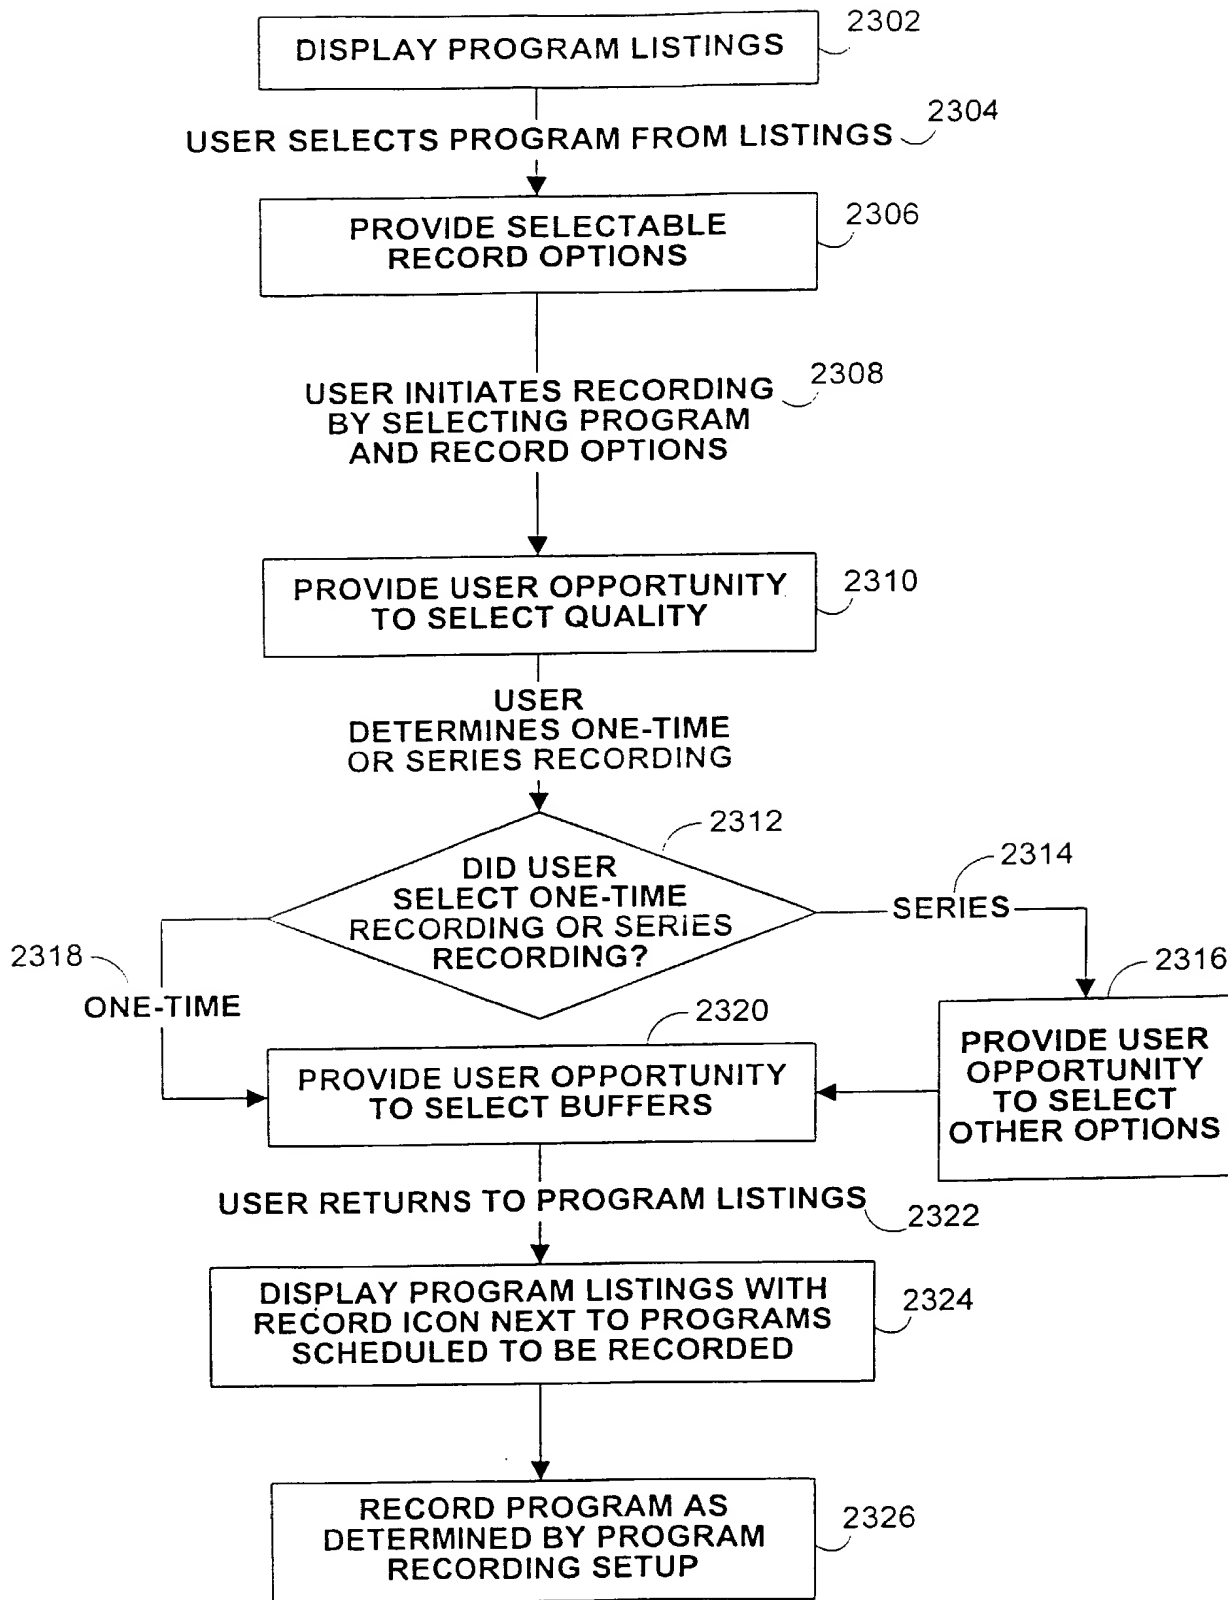 DISPLAY PROGRAM LISTINGS
2302
USER SELECTS PROGRAM FROM LISTINGS
2304
PROVIDE SELECTABLE
RECORD OPTIONS
2306
USER INITIATES RECORDING
BY SELECTING PROGRAM
AND RECORD OPTIONS
2308
PROVIDE USER OPPORTUNITY
TO SELECT QUALITY
2310
USER
DETERMINES ONE-TIME
OR SERIES RECORDING
DID USER
SELECT ONE-TIME
RECORDING OR SERIES
RECORDING?
2312
SERIES
2314
2318
ONE-TIME
PROVIDE USER
OPPORTUNITY
TO SELECT
OTHER OPTIONS
2316
PROVIDE USER OPPORTUNITY
TO SELECT BUFFERS
2320
USER RETURNS TO PROGRAM LISTINGS
2322
DISPLAY PROGRAM LISTINGS WITH
RECORD ICON NEXT TO PROGRAMS
SCHEDULED TO BE RECORDED
2324
RECORD PROGRAM AS
DETERMINED BY PROGRAM
RECORDING SETUP
2326